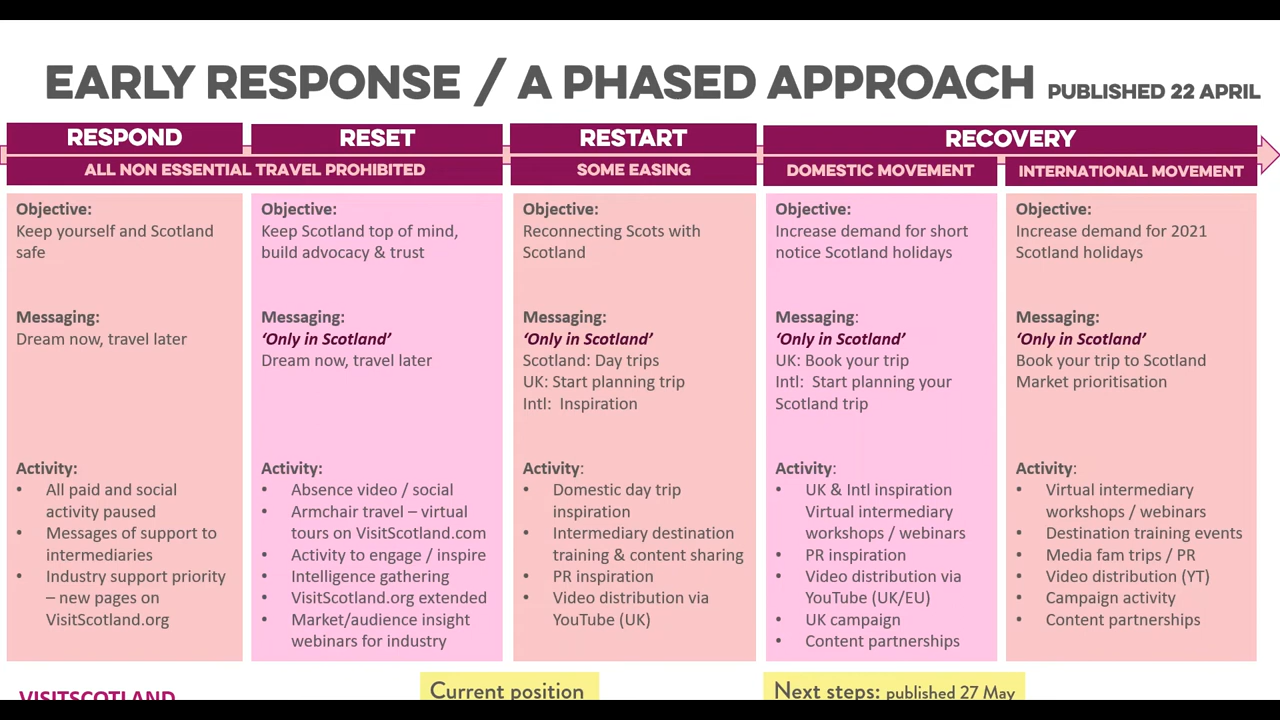 EARLY RESPONSE / A PHASED APPROACH PUBLISHED 22 APRIL
RESPOND
RESET
RESTART
RECOVERY
ALL NON ESSENTIAL TRAVEL PROHIBITED
SOME EASING
DOMESTIC MOVEMENT
INTERNATIONAL MOVEMENT
Objective:
Keep yourself and Scotland
safe
Messaging:
Dream now, travel later
Activity:
• All paid and social
activity paused
• Messages of support to
intermediaries
• Industry support priority
– new pages on
VisitScotland.org
Objective:
Keep Scotland top of mind,
build advocacy & trust
Messaging:
‘Only in Scotland’
Dream now, travel later
Activity:
• Absence video / social
• Armchair travel – virtual
tours on VisitScotland.com
• Activity to engage / inspire
• Intelligence gathering
• VisitScotland.org extended
• Market/audience insight
webinars for industry
Objective:
Reconnecting Scots with
Scotland
Messaging:
‘Only in Scotland’
Scotland: Day trips
UK: Start planning trip
Intl: Inspiration
Activity:
• Domestic day trip
inspiration
• Intermediary destination
training & content sharing
• PR inspiration
• Video distribution via
YouTube (UK)
Objective:
Increase demand for short
notice Scotland holidays
Messaging:
‘Only in Scotland’
UK: Book your trip
Intl: Start planning your
Scotland trip
Activity:
• UK & Intl inspiration
Virtual intermediary
workshops / webinars
• PR inspiration
• Video distribution via
YouTube (UK/EU)
• UK campaign
• Content partnerships
Objective:
Increase demand for 2021
Scotland holidays
Messaging:
‘Only in Scotland’
Book your trip to Scotland
Market prioritisation
Activity:
• Virtual intermediary
workshops / webinars
• Destination training events
• Media fam trips / PR
• Video distribution (YT)
• Campaign activity
• Content partnerships
VISITSCOTLAND
Current position
Next steps: published 27 May